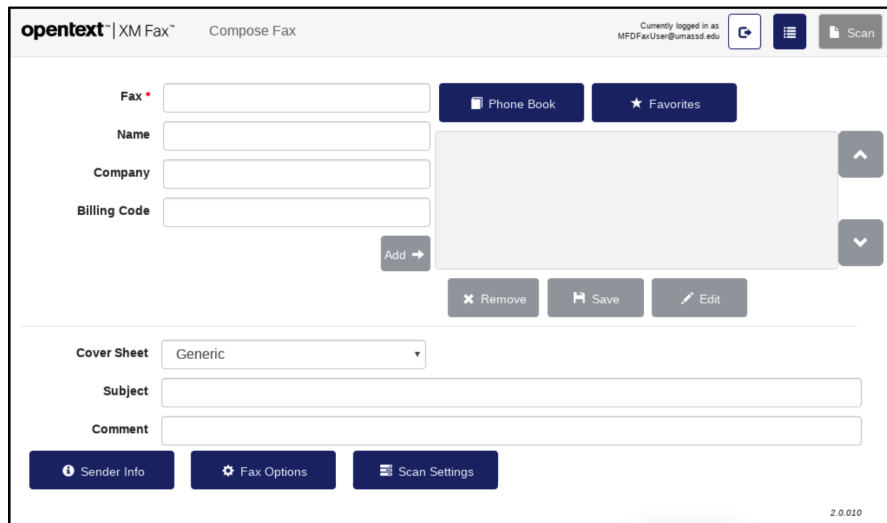 opentext™ | XM Fax™ Compose Fax Currently logged in as
MFDFaxUser@umassd.edu Scan
Fax * Phone Book Favorites
Name
Company
Billing Code
Add
Remove Save Edit
Cover Sheet Generic
Subject
Comment
Sender Info Fax Options Scan Settings
2.0.010